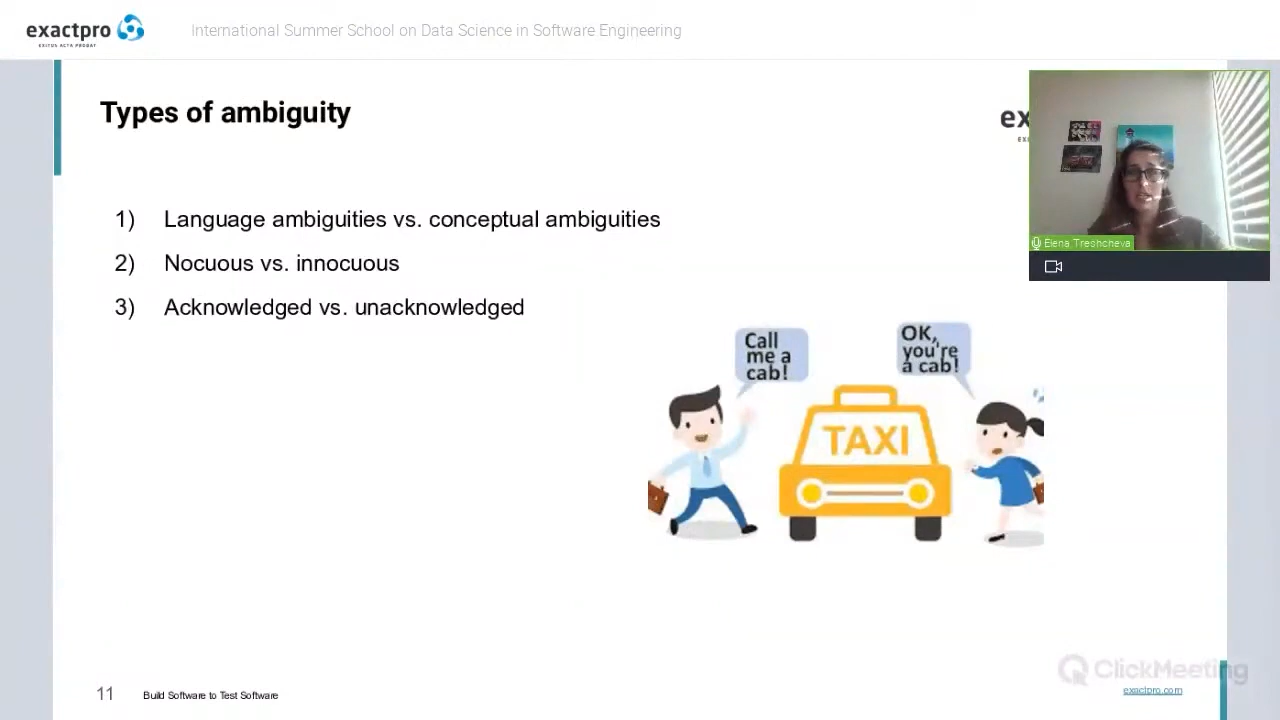 exactpro
EXITUS ACTA PROBAT
International Summer School on Data Science in Software Engineering
Types of ambiguity
ex
Elena Treshcheva
1) Language ambiguities vs. conceptual ambiguities
2) Nocuous vs. innocuous
3) Acknowledged vs. unacknowledged
Call
me a
cab!
OK,
you're
a cab!
TAXI
ClickMeeting
11 Build Software to Test Software
exactpro.com